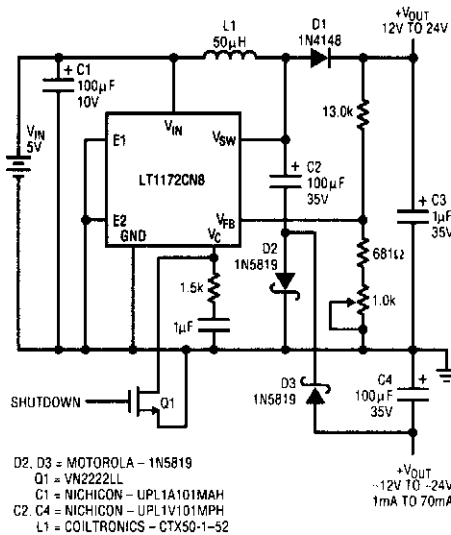 L1
50µH
D1
1N4148
+VOUT
12V TO 24V
+ C1
100µF
10V
VIN
5V
13.0k
E1
VIN
VSW
LT1172CN8
+ C2
100µF
35V
+ C3
1µF
35V
E2
VFB
GND
VC
D2
1N5819
681Ω
1.5k
1.0k
1µF
D3
1N5819
C4 +
100µF
35V
SHUTDOWN
Q1
+VOUT
–12V TO –24V
1mA TO 70mA
D2, D3 = MOTOROLA – 1N5819
Q1 = VN2222LL
C1 = NICHICON – UPL1A101MAH
C2, C4 = NICHICON – UPL1V101MPH
L1 = COILTRONICS – CTX50-1-52